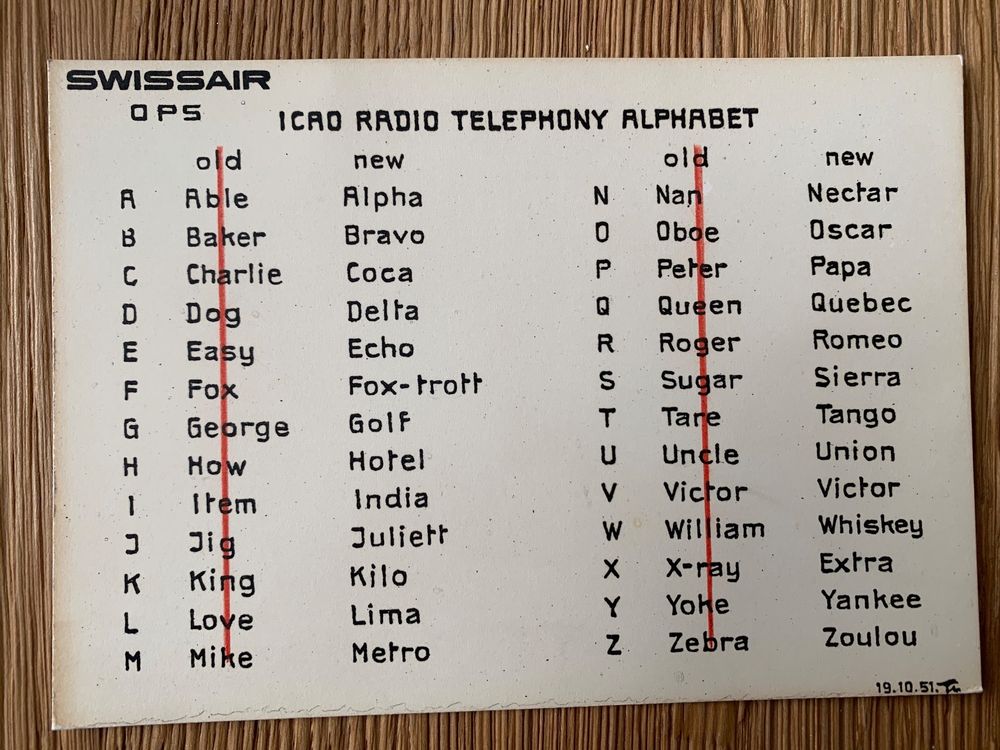 SWISSAIR
OPS
ICAO RADIO TELEPHONY ALPHABET
old new old new
A Able Alpha N Nan Nectar
B Baker Bravo O Oboe Oscar
C Charlie Coca P Peter Papa
D Dog Delta Q Queen Quebec
E Easy Echo R Roger Romeo
F Fox Fox-trott S Sugar Sierra
G George Golf T Tare Tango
H How Hotel U Uncle Union
I Item India V Victor Victor
J Jig Juliett W William Whiskey
K King Kilo X X-ray Extra
L Love Lima Y Yoke Yankee
M Mike Metro Z Zebra Zoulou
19.10.51.